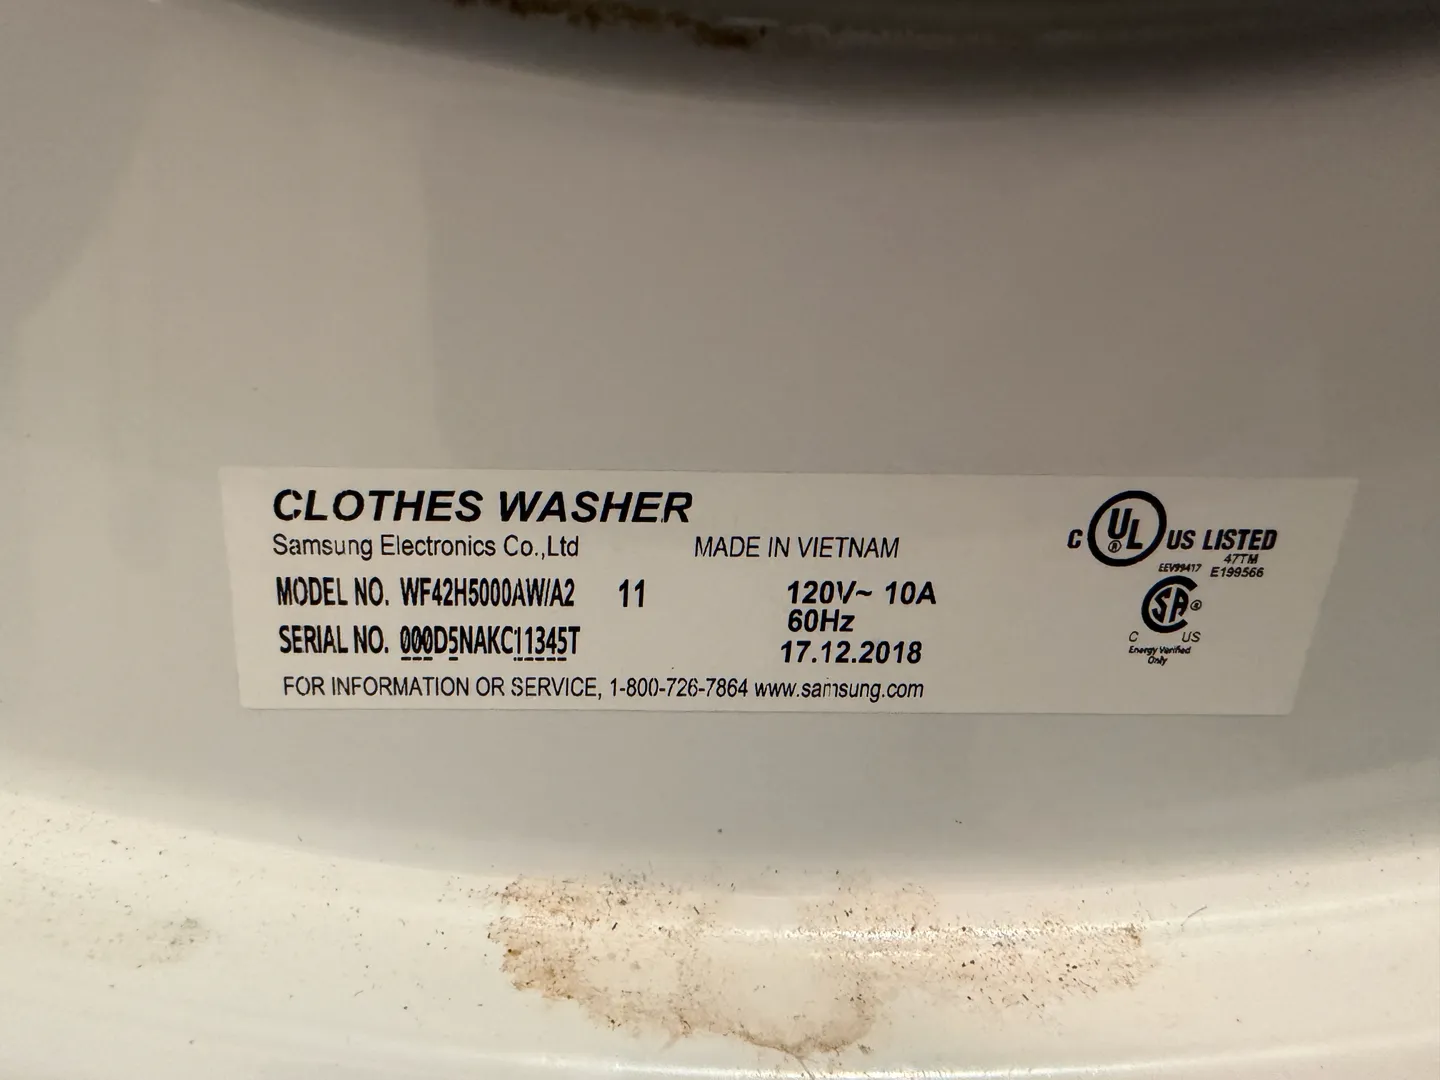 CLOTHES WASHER
Samsung Electronics Co.,Ltd MADE IN VIETNAM
MODEL NO. WF42H5000AW/A2 11 120V~ 10A
60Hz
SERIAL NO. 000D5NAKC11345T 17.12.2018
FOR INFORMATION OR SERVICE, 1-800-726-7864 www.samsung.com
C UL ® US LISTED
47TM
EEV99417 E199566
SA ®
C US
Energy Verified
Only